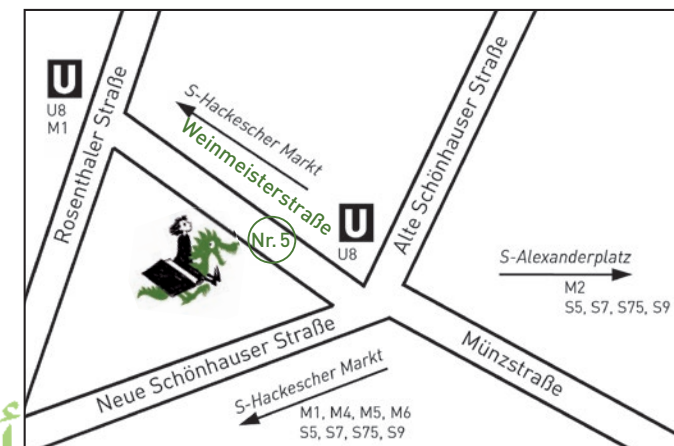 U
U8
M1
Rosenthaler Straße
S-Hackescher Markt
Weinmeisterstraße
Nr. 5
U
U8
Alte Schönhauser Straße
S-Alexanderplatz
M2
S5, S7, S75, S9
Neue Schönhauser Straße
Münzstraße
S-Hackescher Markt
M1, M4, M5, M6
S5, S7, S75, S9